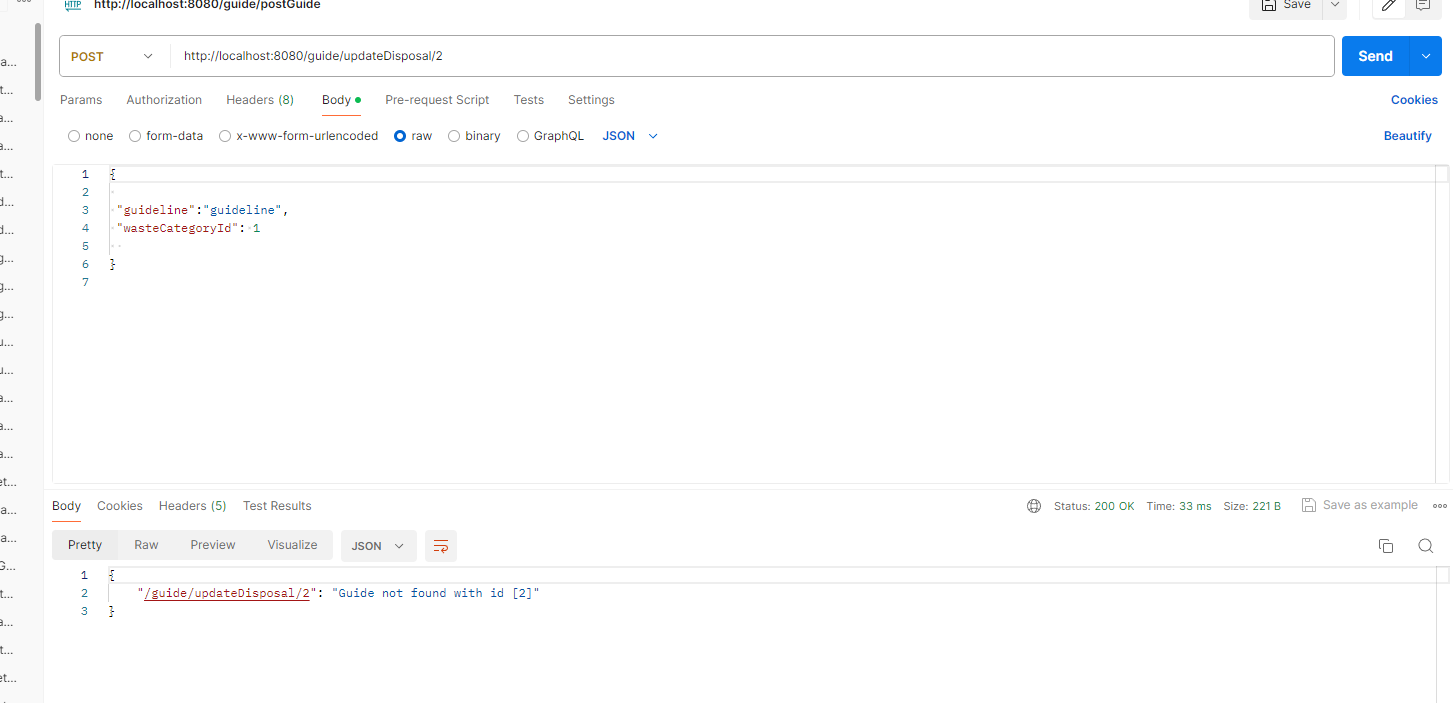 HTTP http://localhost:8080/guide/postGuide Save
POST http://localhost:8080/guide/updateDisposal/2 Send
Params Authorization Headers (8) Body Pre-request Script Tests Settings Cookies
none form-data x-www-form-urlencoded raw binary GraphQL JSON Beautify
1 {
2
3 "guideline":"guideline",
4 "wasteCategoryId": 1
5
6 }
7
Body Cookies Headers (5) Test Results Status: 200 OK Time: 33 ms Size: 221 B Save as example
Pretty Raw Preview Visualize JSON
1 {
2 "/guide/updateDisposal/2": "Guide not found with id [2]"
3 }